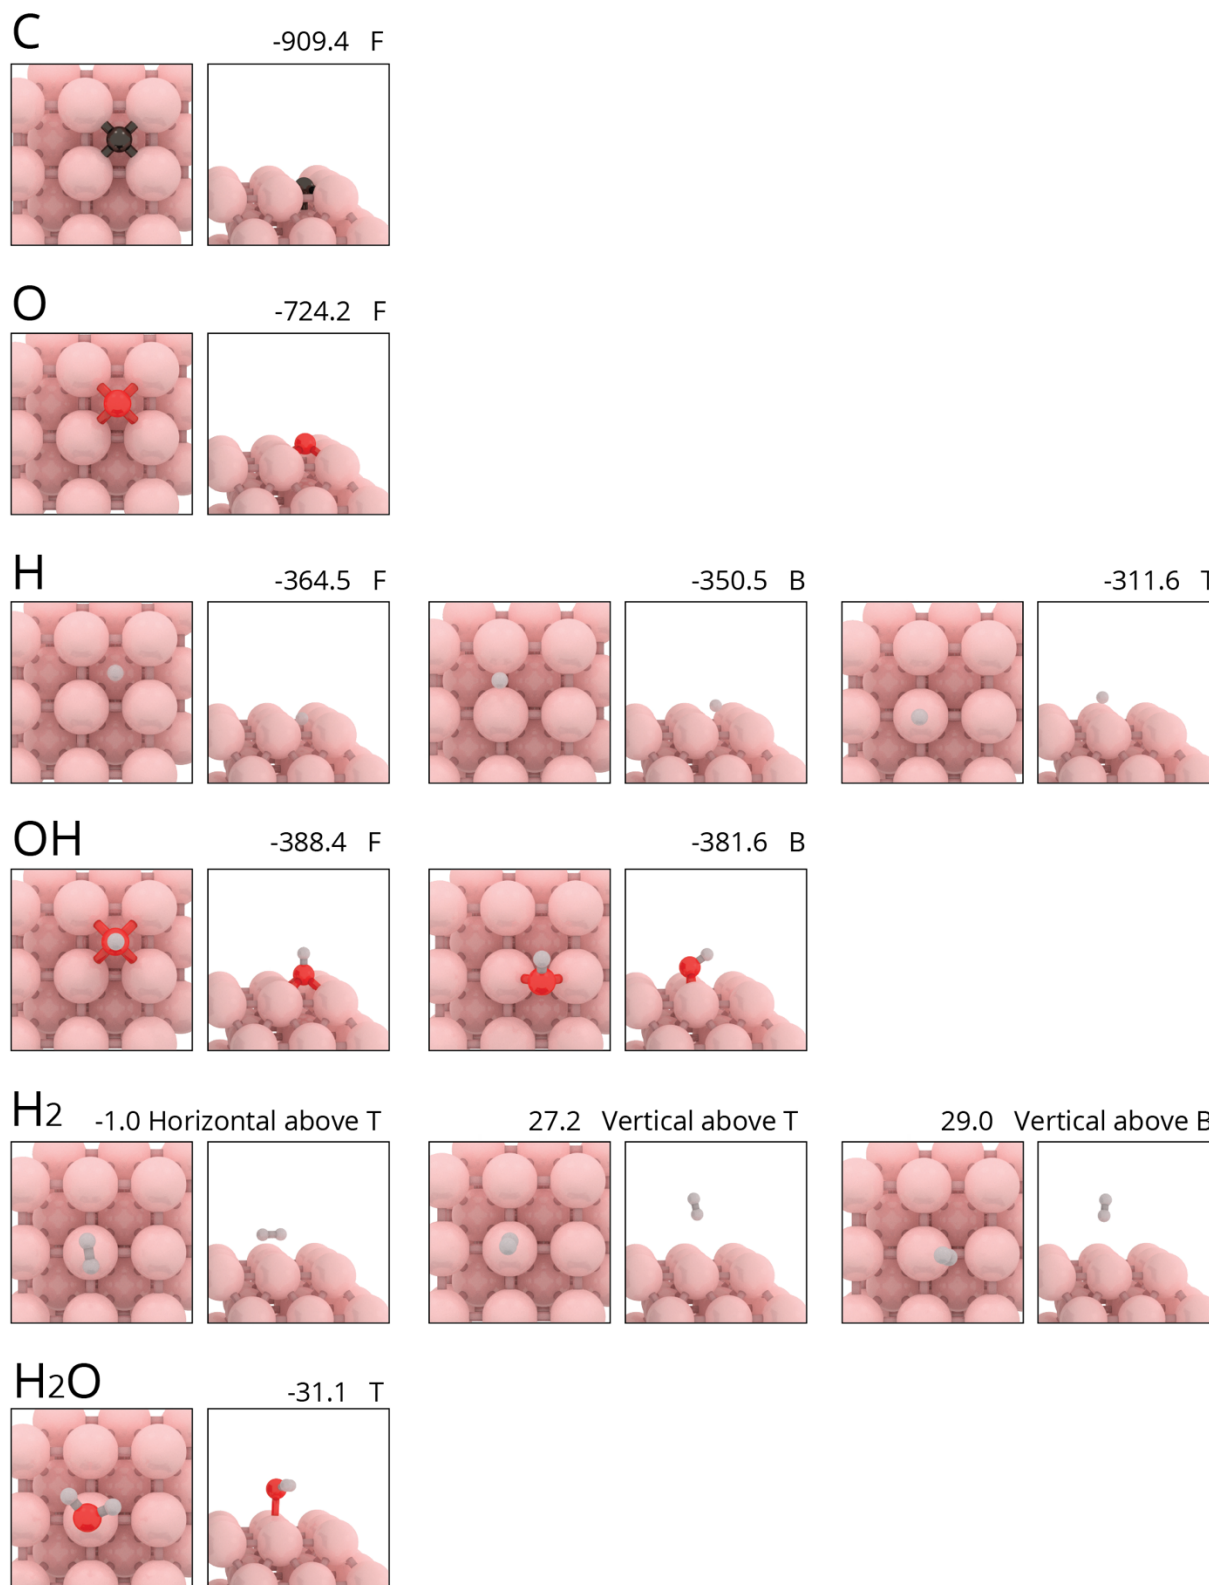 C
-909.4 F
O
-724.2 F
H
-364.5 F -350.5 B -311.6 T
OH
-388.4 F -381.6 B
H2 -1.0 Horizontal above T 27.2 Vertical above T 29.0 Vertical above B
H2O
-31.1 T